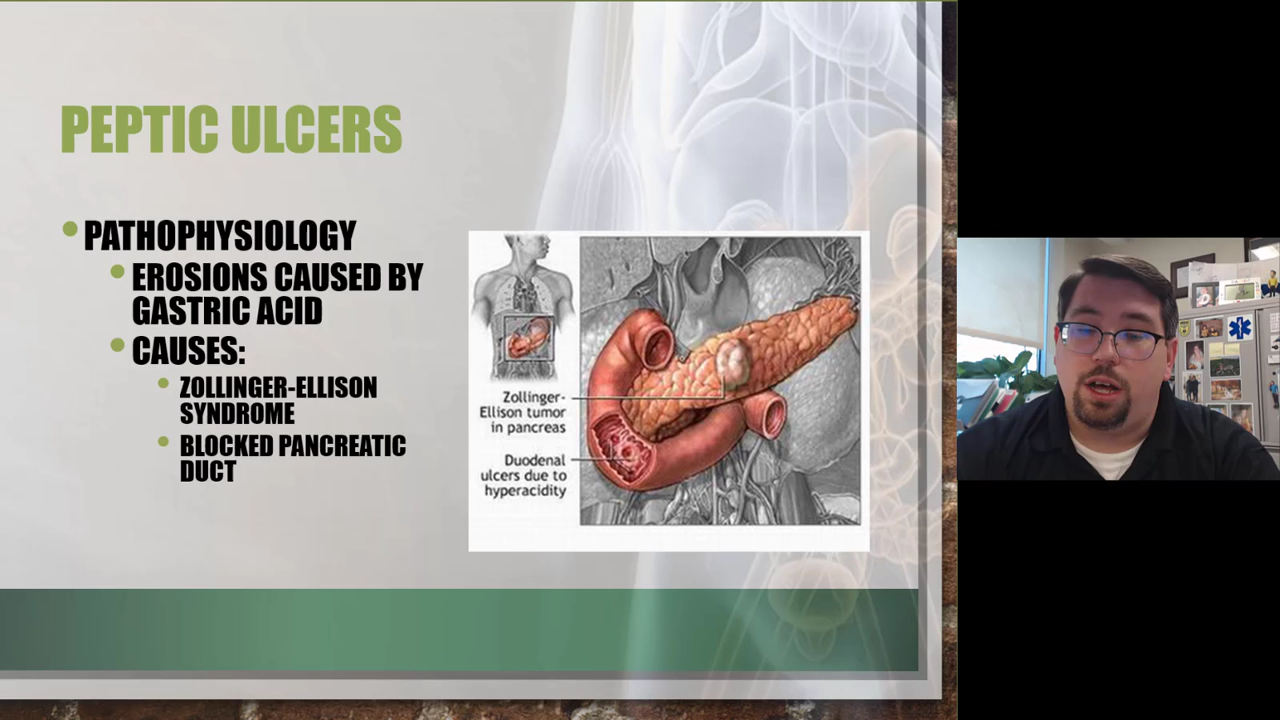 PEPTIC ULCERS
PATHOPHYSIOLOGY
EROSIONS CAUSED BY
GASTRIC ACID
CAUSES:
ZOLLINGER-ELLISON
SYNDROME
BLOCKED PANCREATIC
DUCT
Zollinger-
Ellison tumor
in pancreas
Duodenal
ulcers due to
hyperacidity